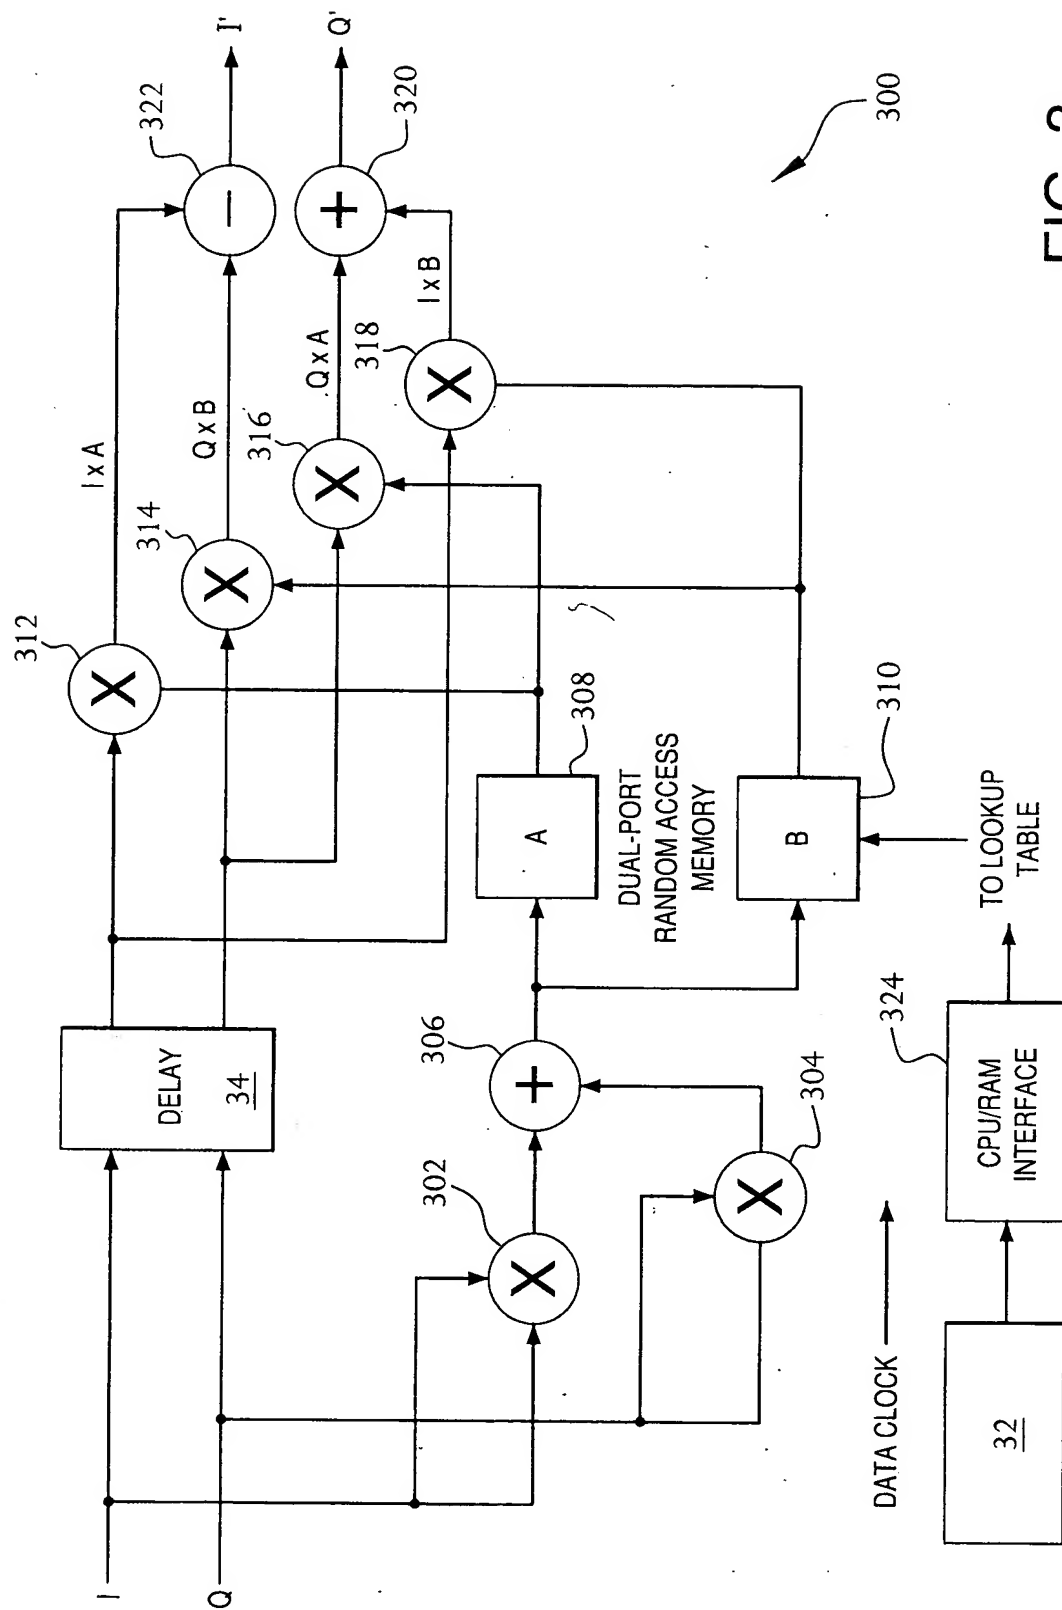 I
Q
DELAY
34
312
X
314
X
316
X
318
X
I x A
Q x B
Q x A
I x B
322
−
320
+
I'
Q'
302
X
304
X
306
+
A
308
DUAL-PORT
RANDOM ACCESS
MEMORY
B
310
TO LOOKUP
TABLE
324
CPU/RAM
INTERFACE
DATA CLOCK
32
300
FIG.